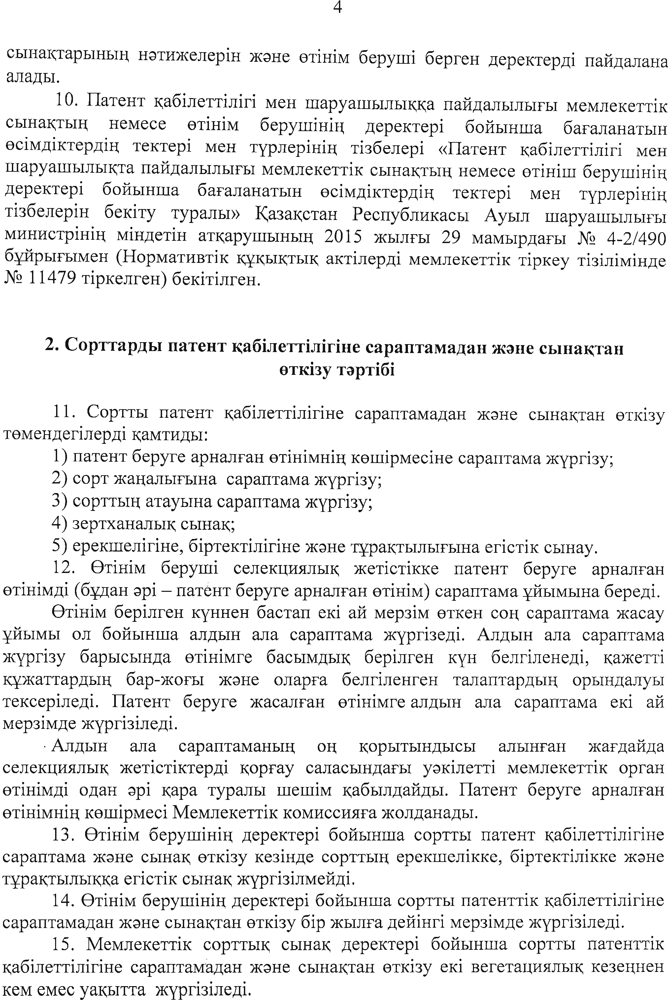 4
сынақтарының нәтижелерін және өтінім беруші берген деректерді пайдалана
алады.
10. Патент қабілеттілігі мен шаруашылыққа пайдалылығы мемлекеттік
сынақтың немесе өтінім берушінің деректері бойынша бағаланатын
өсімдіктердің тектері мен түрлерінің тізбелері «Патент қабілеттілігі мен
шаруашылықта пайдалылығы мемлекеттік сынақтың немесе өтініш берушінің
деректері бойынша бағаланатын өсімдіктердің тектері мен түрлерінің
тізбелерін бекіту туралы» Қазақстан Республикасы Ауыл шаруашылығы
министрінің міндетін атқарушының 2015 жылғы 29 мамырдағы № 4-2/490
бұйрығымен (Нормативтік құқықтық актілерді мемлекеттік тіркеу тізілімінде
№ 11479 тіркелген) бекітілген.
2. Сорттарды патент қабілеттілігіне сараптамадан және сынақтан
өткізу тәртібі
11. Сортты патент қабілеттілігіне сараптамадан және сынақтан өткізу
төмендегілерді қамтиды:
1) патент беруге арналған өтінімнің көшірмесіне сараптама жүргізу;
2) сорт жаңалығына сараптама жүргізу;
3) сорттың атауына сараптама жүргізу;
4) зертханалық сынақ;
5) ерекшелігіне, біртектілігіне және тұрақтылығына егістік сынау.
12. Өтінім беруші селекциялық жетістікке патент беруге арналған
өтінімді (бұдан әрі – патент беруге арналған өтінім) сараптама ұйымына береді.
Өтінім берілген күннен бастап екі ай мерзім өткен соң сараптама жасау
ұйымы ол бойынша алдын ала сараптама жүргізеді. Алдын ала сараптама
жүргізу барысында өтінімге басымдық берілген күн белгіленеді, қажетті
құжаттардың бар-жоғы және оларға белгіленген талаптардың орындалуы
тексеріледі. Патент беруге жасалған өтінімге алдын ала сараптама екі ай
мерзімде жүргізіледі.
Алдын ала сараптаманың оң қорытындысы алынған жағдайда
селекциялық жетістіктерді қорғау саласындағы уәкілетті мемлекеттік орган
өтінімді одан әрі қара туралы шешім қабылдайды. Патент беруге арналған
өтінімнің көшірмесі Мемлекеттік комиссияға жолданады.
13. Өтінім берушінің деректері бойынша сортты патент қабілеттілігіне
сараптама және сынақ өткізу кезінде сорттың ерекшелікке, біртектілікке және
тұрақтылыққа егістік сынақ жүргізілмейді.
14. Өтінім берушінің деректері бойынша сортты патенттік қабілеттілігіне
сараптамадан және сынақтан өткізу бір жылға дейінгі мерзімде жүргізіледі.
15. Мемлекеттік сорттық сынақ деректері бойынша сортты патенттік
қабілеттілігіне сараптамадан және сынақтан өткізу екі вегетациялық кезеңнен
кем емес уақытта жүргізіледі.